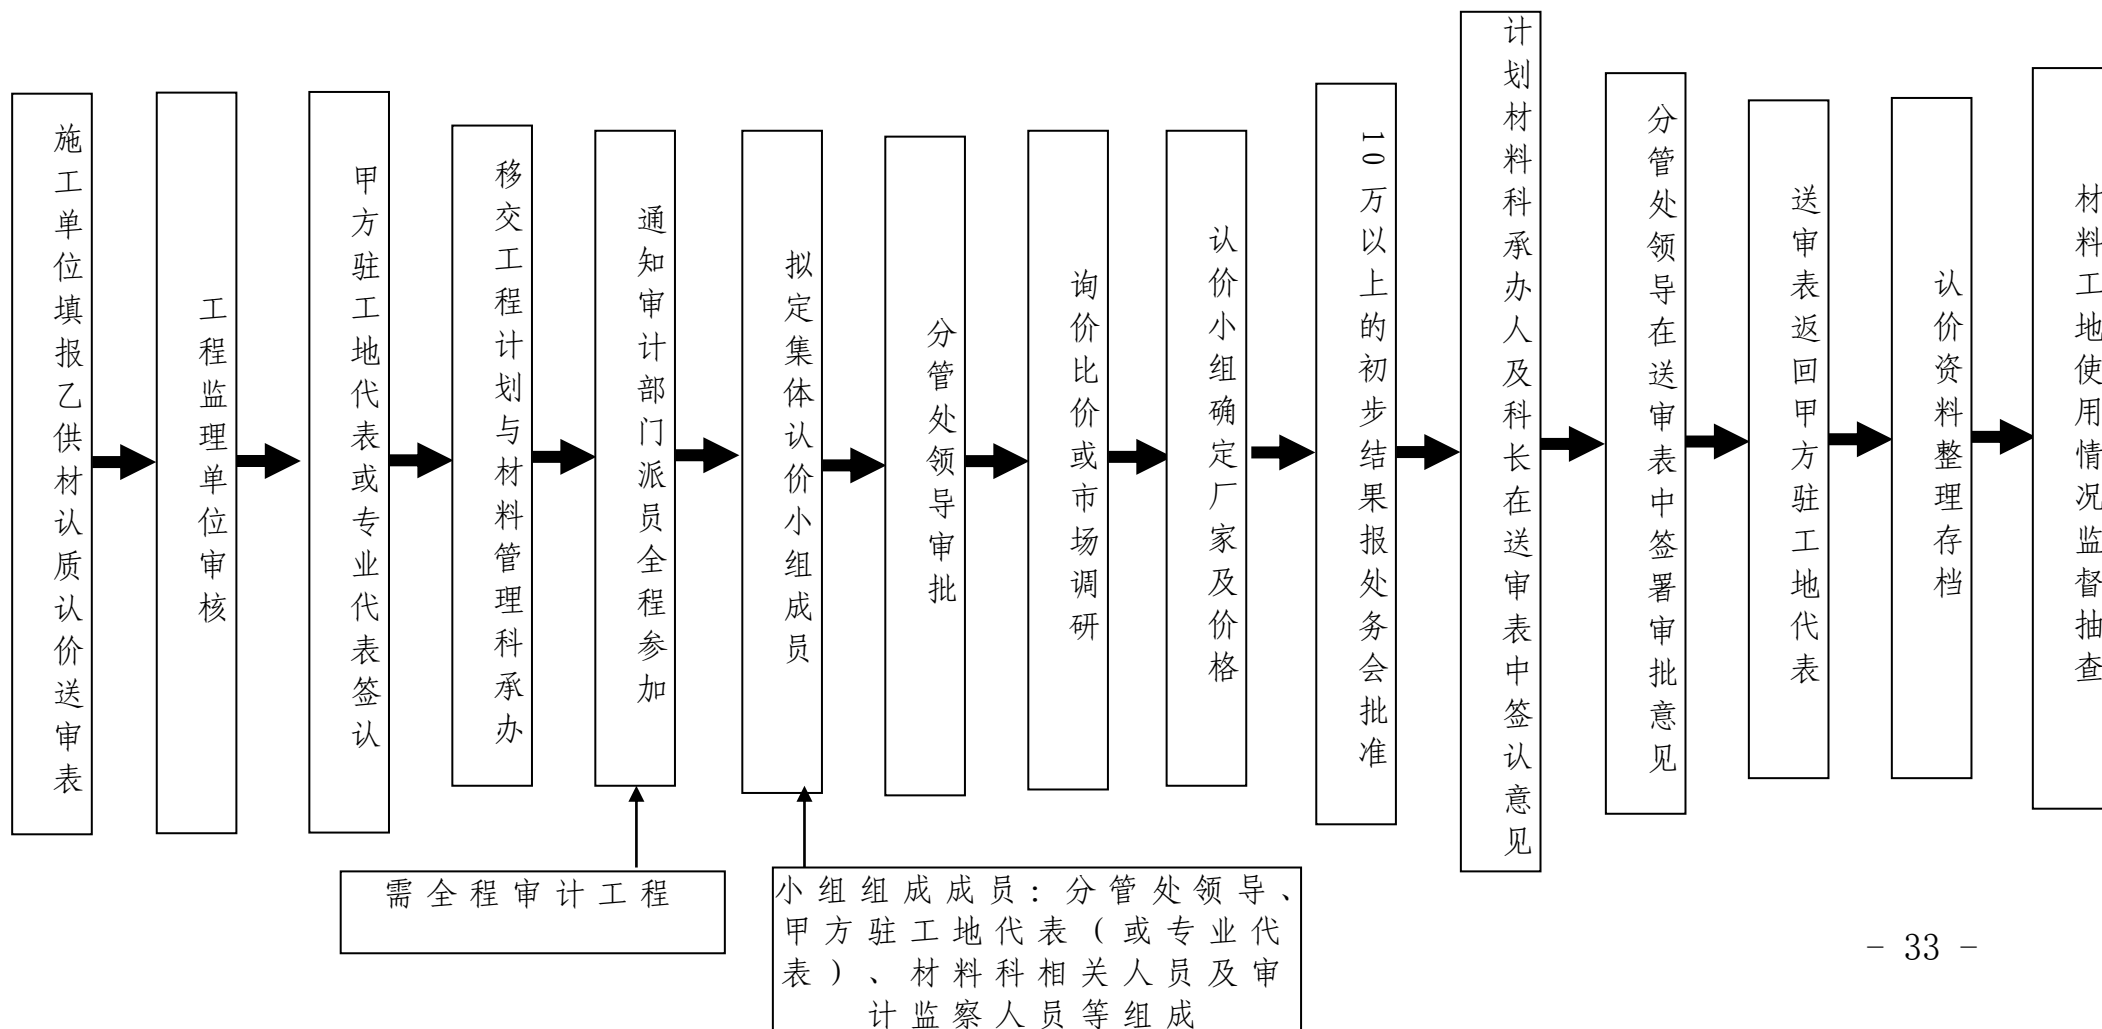 施工单位填报乙供材认质认价送审表
工程监理单位审核
甲方驻工地代表或专业代表签认
移交工程计划与材料管理科承办
通知审计部门派员全程参加
拟定集体认价小组成员
分管处领导审批
询价比价或市场调研
认价小组确定厂家及价格
10万以上的初步结果报处务会批准
计划材料科承办人及科长在送审表中签认意见
分管处领导在送审表中签署审批意见
送审表返回甲方驻工地代表
认价资料整理存档
材料工地使用情况监督抽查
需全程审计工程
小组组成成员：分管处领导、
甲方驻工地代表（或专业代
表）、材料科相关人员及审
计监察人员等组成
- 33 -